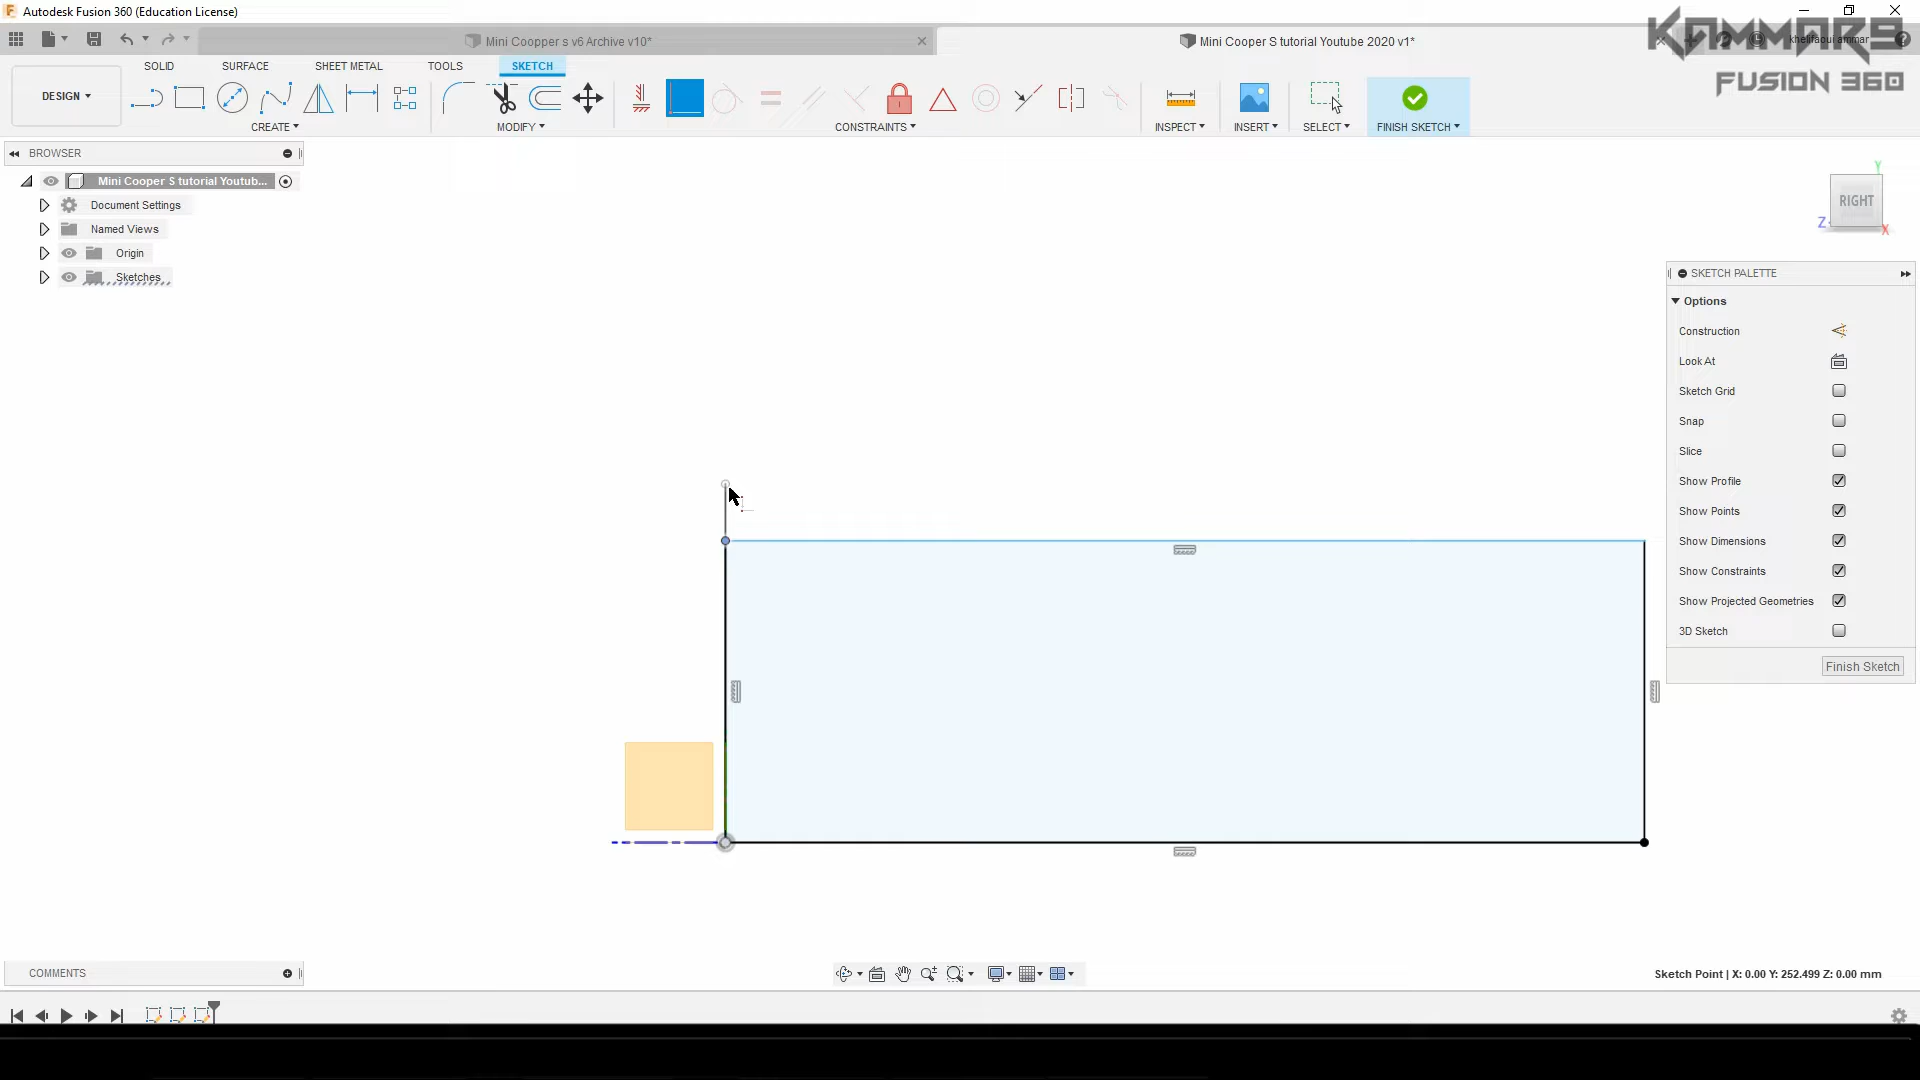 Autodesk Fusion 360 (Education License)
Mini Coopper s v6 Archive v10*
Mini Cooper S tutorial Youtube 2020 v1*
khelifaoui ammar
KAMMARS
FUSION 360
DESIGN
SOLID
SURFACE
SHEET METAL
TOOLS
SKETCH
CREATE
MODIFY
CONSTRAINTS
INSPECT
INSERT
SELECT
FINISH SKETCH
BROWSER
Mini Cooper S tutorial Youtub...
Document Settings
Named Views
Origin
Sketches
Y
RIGHT
Z
X
SKETCH PALETTE
Options
Construction
Look At
Sketch Grid
Snap
Slice
Show Profile
Show Points
Show Dimensions
Show Constraints
Show Projected Geometries
3D Sketch
Finish Sketch
COMMENTS
Sketch Point | X: 0.00 Y: 252.499 Z: 0.00 mm